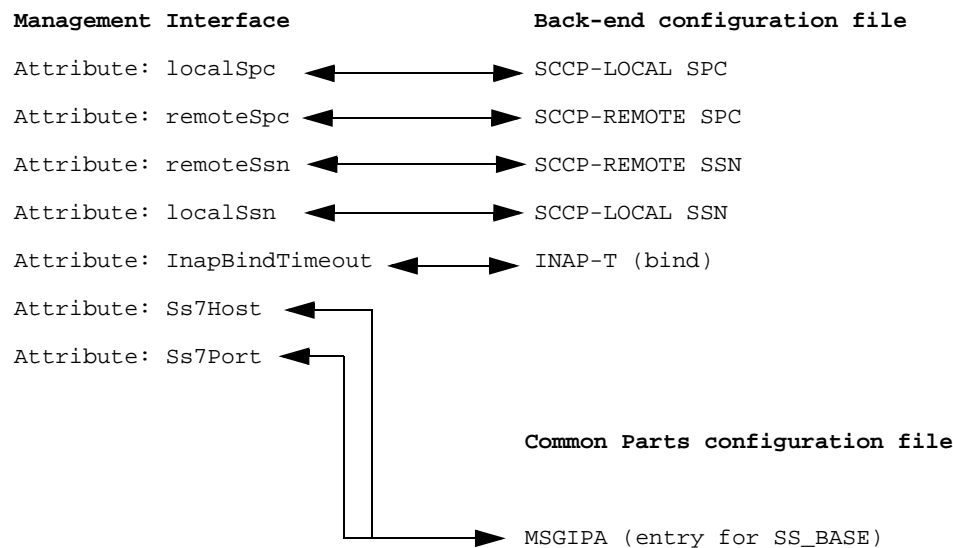 Management Interface Back-end configuration file
Attribute: localSpc SCCP-LOCAL SPC
Attribute: remoteSpc SCCP-REMOTE SPC
Attribute: remoteSsn SCCP-REMOTE SSN
Attribute: localSsn SCCP-LOCAL SSN
Attribute: InapBindTimeout INAP-T (bind)
Attribute: Ss7Host
Attribute: Ss7Port
Common Parts configuration file
MSGIPA (entry for SS_BASE)